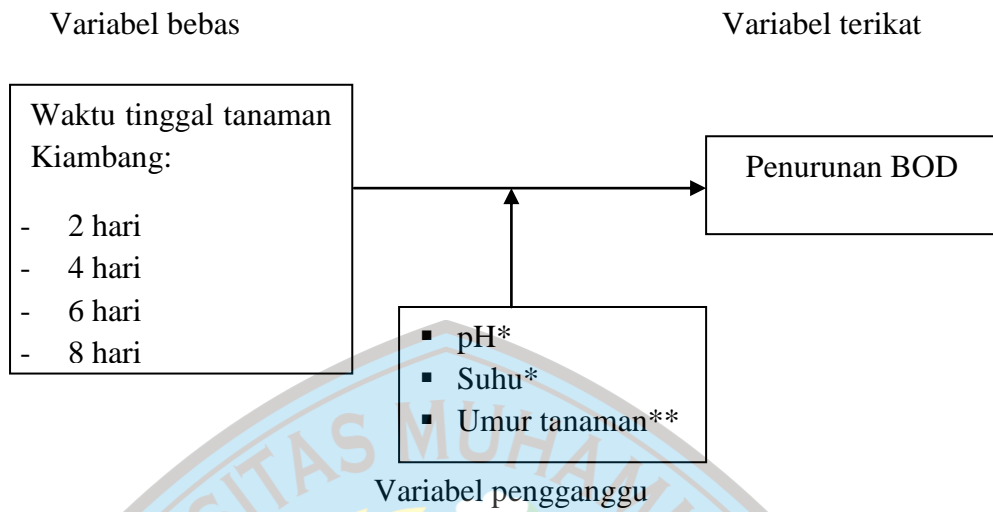 Variabel bebas
Variabel terikat
Waktu tinggal tanaman
Kiambang:
- 2 hari
- 4 hari
- 6 hari
- 8 hari
Penurunan BOD
▪ pH*
▪ Suhu*
▪ Umur tanaman**
Variabel pengganggu